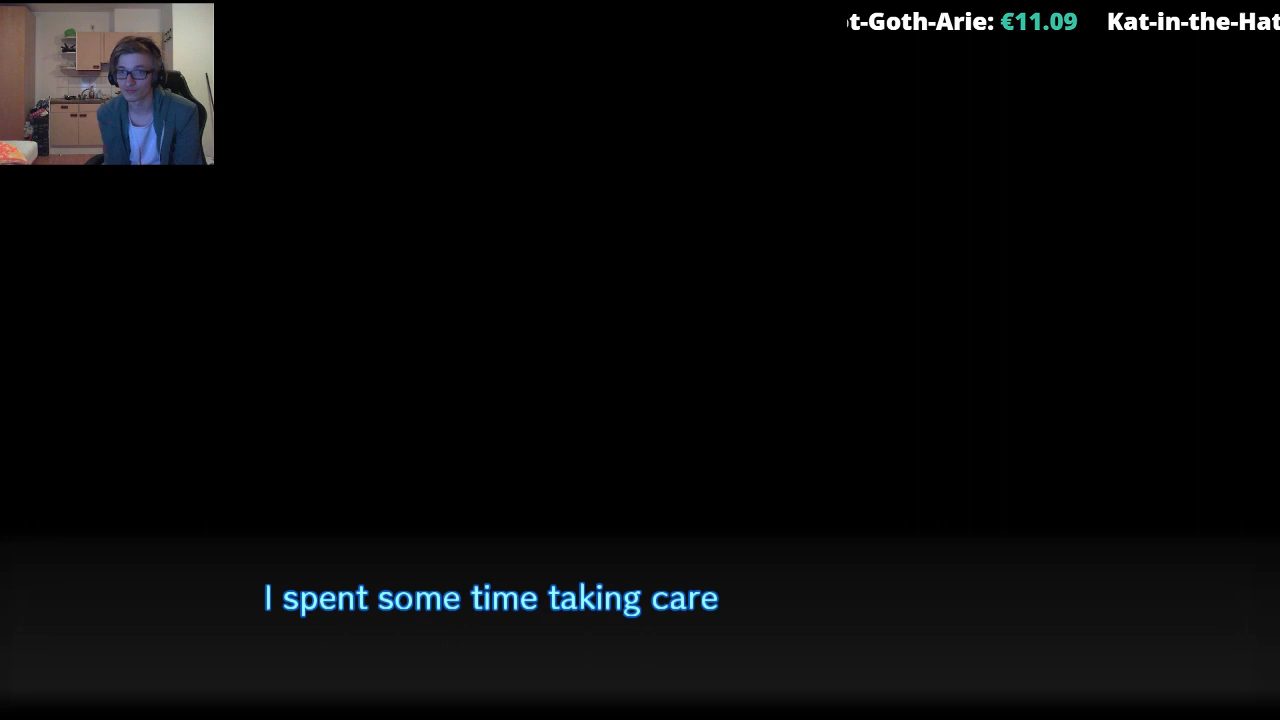 t-Goth-Arie: €11.09 Kat-in-the-Hat
I spent some time taking care